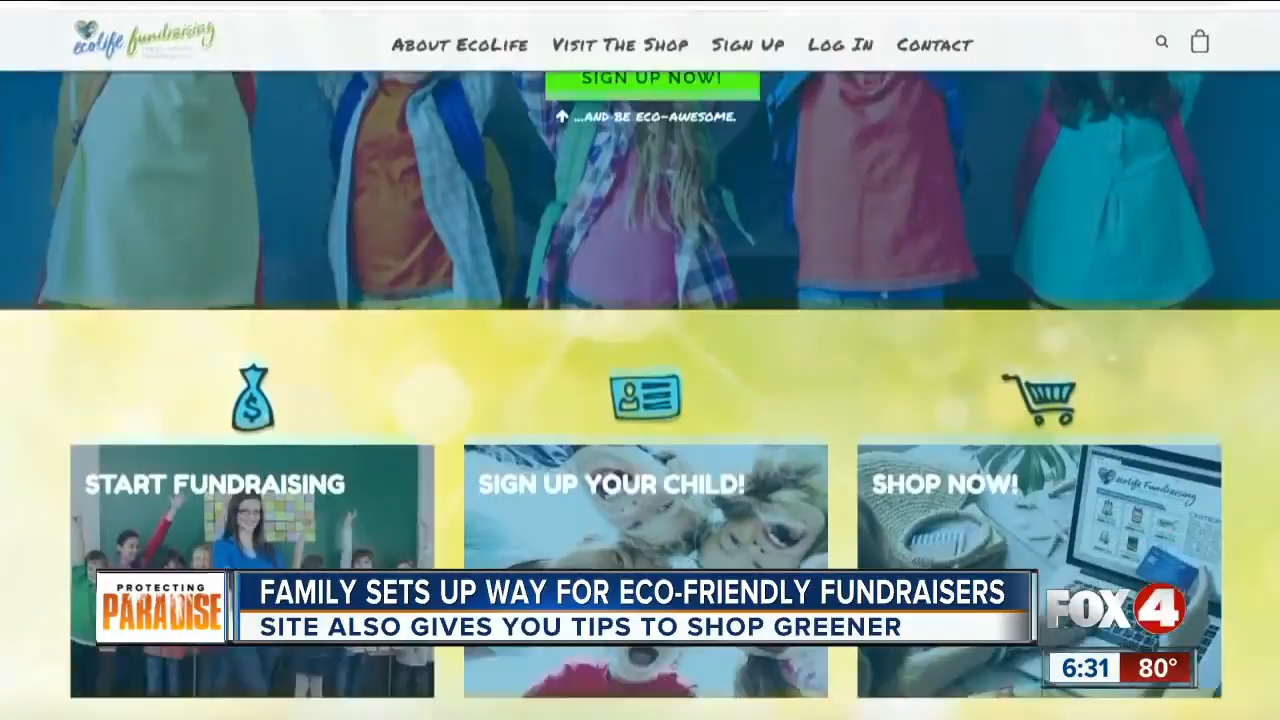 ecolife fundraising
About EcoLife Visit The Shop Sign Up Log In Contact
SIGN UP NOW!
...AND BE ECO-AWESOME.
$
START FUNDRAISING
SIGN UP YOUR CHILD!
SHOP NOW!
ecolife Fundraising
PROTECTING
PARADISE
FAMILY SETS UP WAY FOR ECO-FRIENDLY FUNDRAISERS
SITE ALSO GIVES YOU TIPS TO SHOP GREENER
FOX 4
6:31 80°